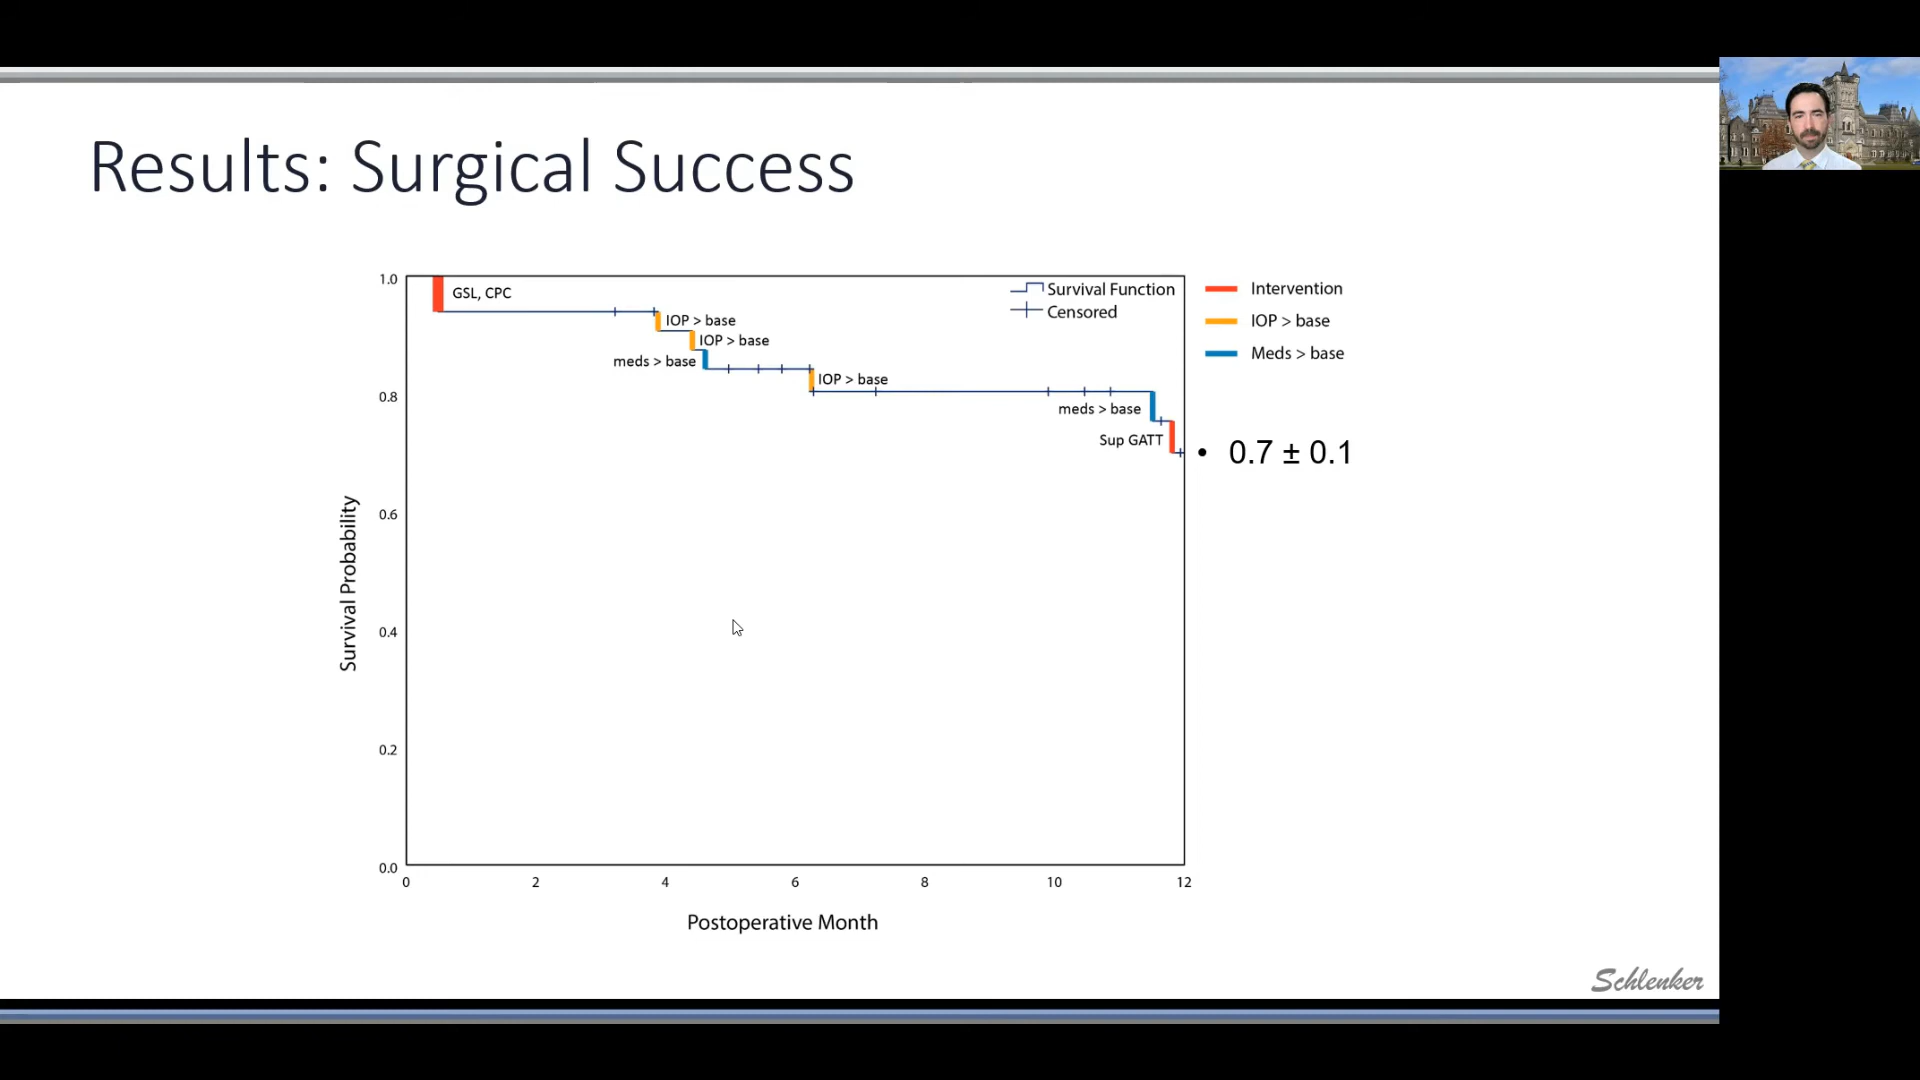 Results: Surgical Success
1.0
GSL, CPC
Survival Function
Censored
Intervention
IOP > base
Meds > base
IOP > base
IOP > base
meds > base
IOP > base
0.8
meds > base
Sup GATT
• 0.7 ± 0.1
0.6
Survival Probability
0.4
0.2
0.0
0 2 4 6 8 10 12
Postoperative Month
Schlenker